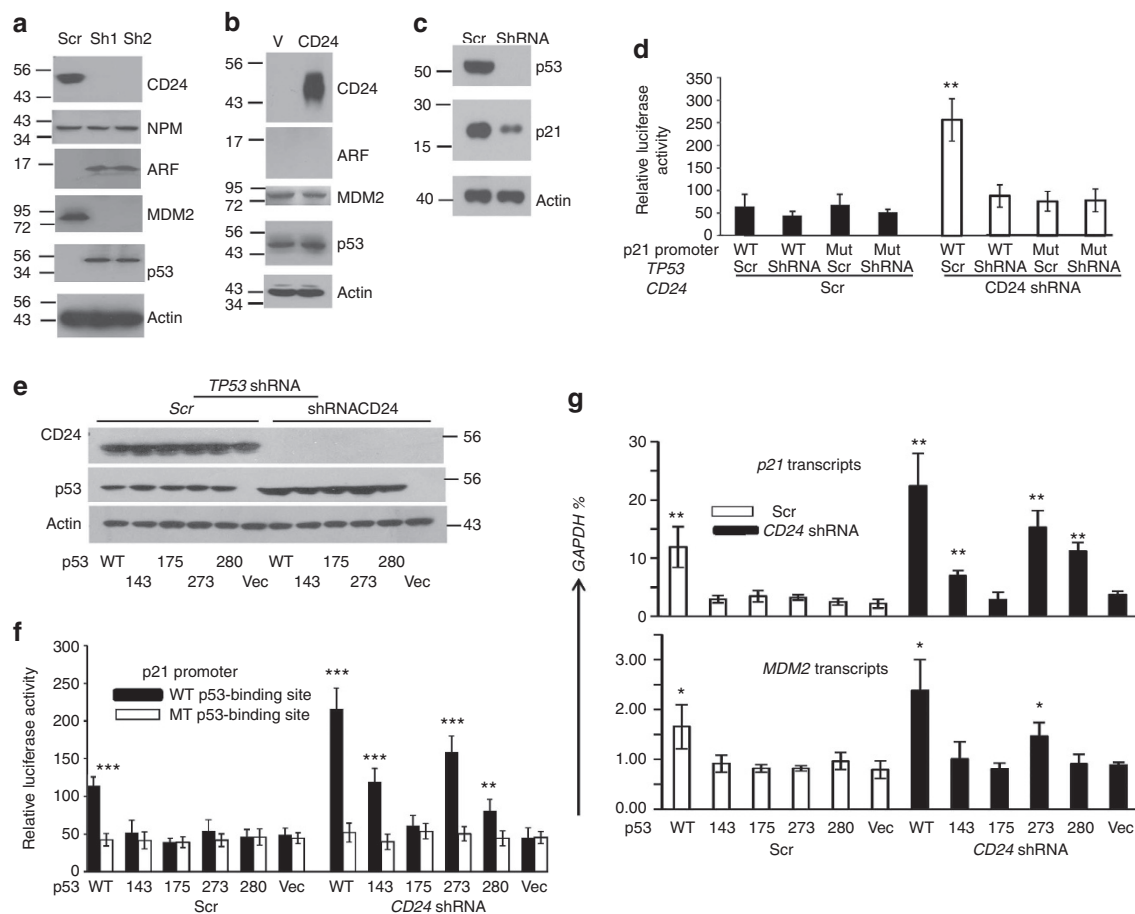 a
Scr Sh1 Sh2
56
43
CD24
43
34
NPM
17
ARF
95
72
MDM2
56
34
p53
56
43
Actin
b
V CD24
56
43
CD24
17
ARF
95
72
MDM2
56
43
p53
43
34
Actin
c
Scr ShRNA
50
p53
30
15
p21
40
Actin
d
Relative luciferase
activity
350
300
250
200
150
100
50
0
**
p21 promoter WT WT Mut Mut WT WT Mut Mut
TP53 Scr ShRNA Scr ShRNA Scr ShRNA Scr ShRNA
CD24 Scr CD24 shRNA
e
TP53 shRNA
Scr shRNACD24
CD24
56
p53
56
Actin
43
p53 WT 175 280 WT 175 280
143 273 Vec 143 273 Vec
f
Relative luciferase activity
300
250
200
150
100
50
0
p21 promoter
WT p53-binding site
MT p53-binding site
*** *** *** *** **
p53 WT 143 175 273 280 Vec WT 143 175 273 280 Vec
Scr CD24 shRNA
g
GAPDH %
30
20
10
0
p21 transcripts
Scr
CD24 shRNA
** ** ** ** **
3.00
2.00
1.00
0.00
MDM2 transcripts
* * *
p53 WT 143 175 273 280 Vec WT 143 175 273 280 Vec
Scr CD24 shRNA